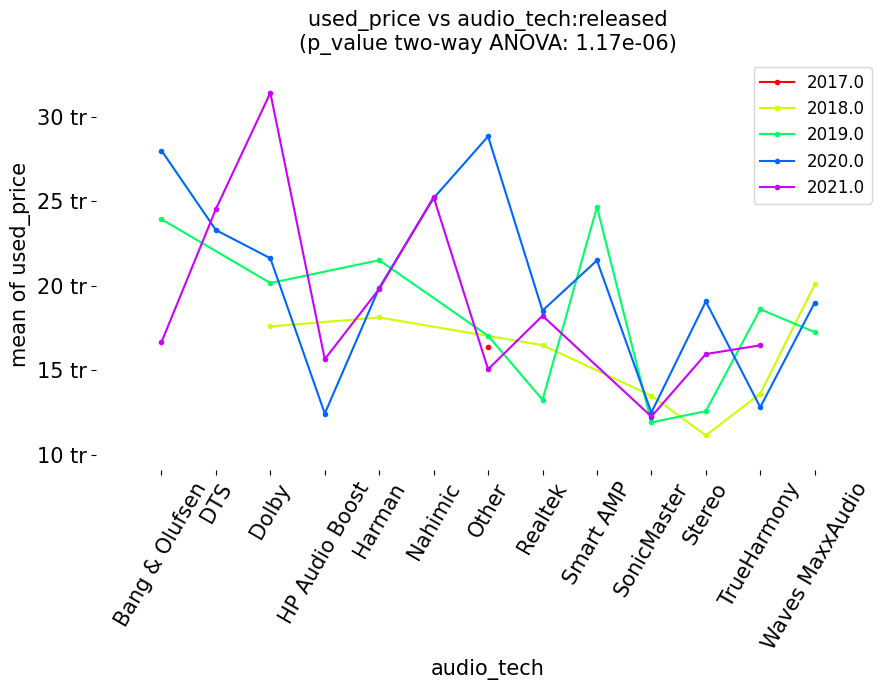 used_price vs audio_tech:released
(p_value two-way ANOVA: 1.17e-06)
2017.0
2018.0
2019.0
2020.0
2021.0
mean of used_price
30 tr
25 tr
20 tr
15 tr
10 tr
Bang & Olufsen
DTS
Dolby
HP Audio Boost
Harman
Nahimic
Other
Realtek
Smart AMP
SonicMaster
Stereo
TrueHarmony
Waves MaxxAudio
audio_tech